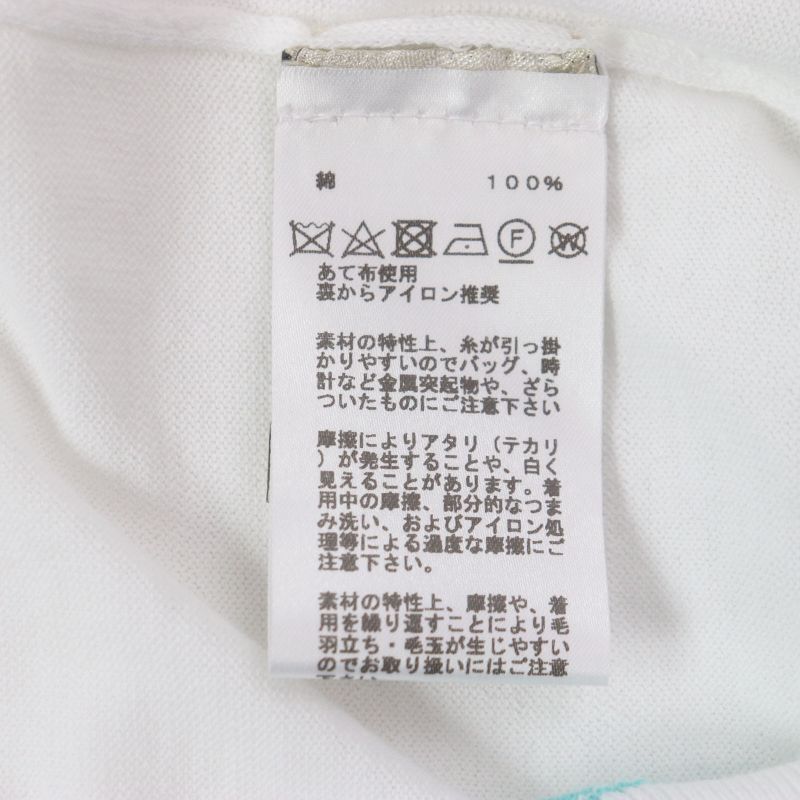 綿 100%
F W
あて布使用
裏からアイロン推奨
素材の特性上、糸が引っ掛
かりやすいのでバッグ、時
計など金属突起物や、ざら
ついたものにご注意下さい
摩擦によりアタリ（テカリ
）が発生することや、白く
見えることがあります。着
用中の摩擦、部分的なつま
み洗い、およびアイロン処
理等による過度な摩擦にご
注意下さい。
素材の特性上、摩擦や、着
用を繰り返すことにより毛
羽立ち・毛玉が生じやすい
のでお取り扱いにはご注意
下さい。